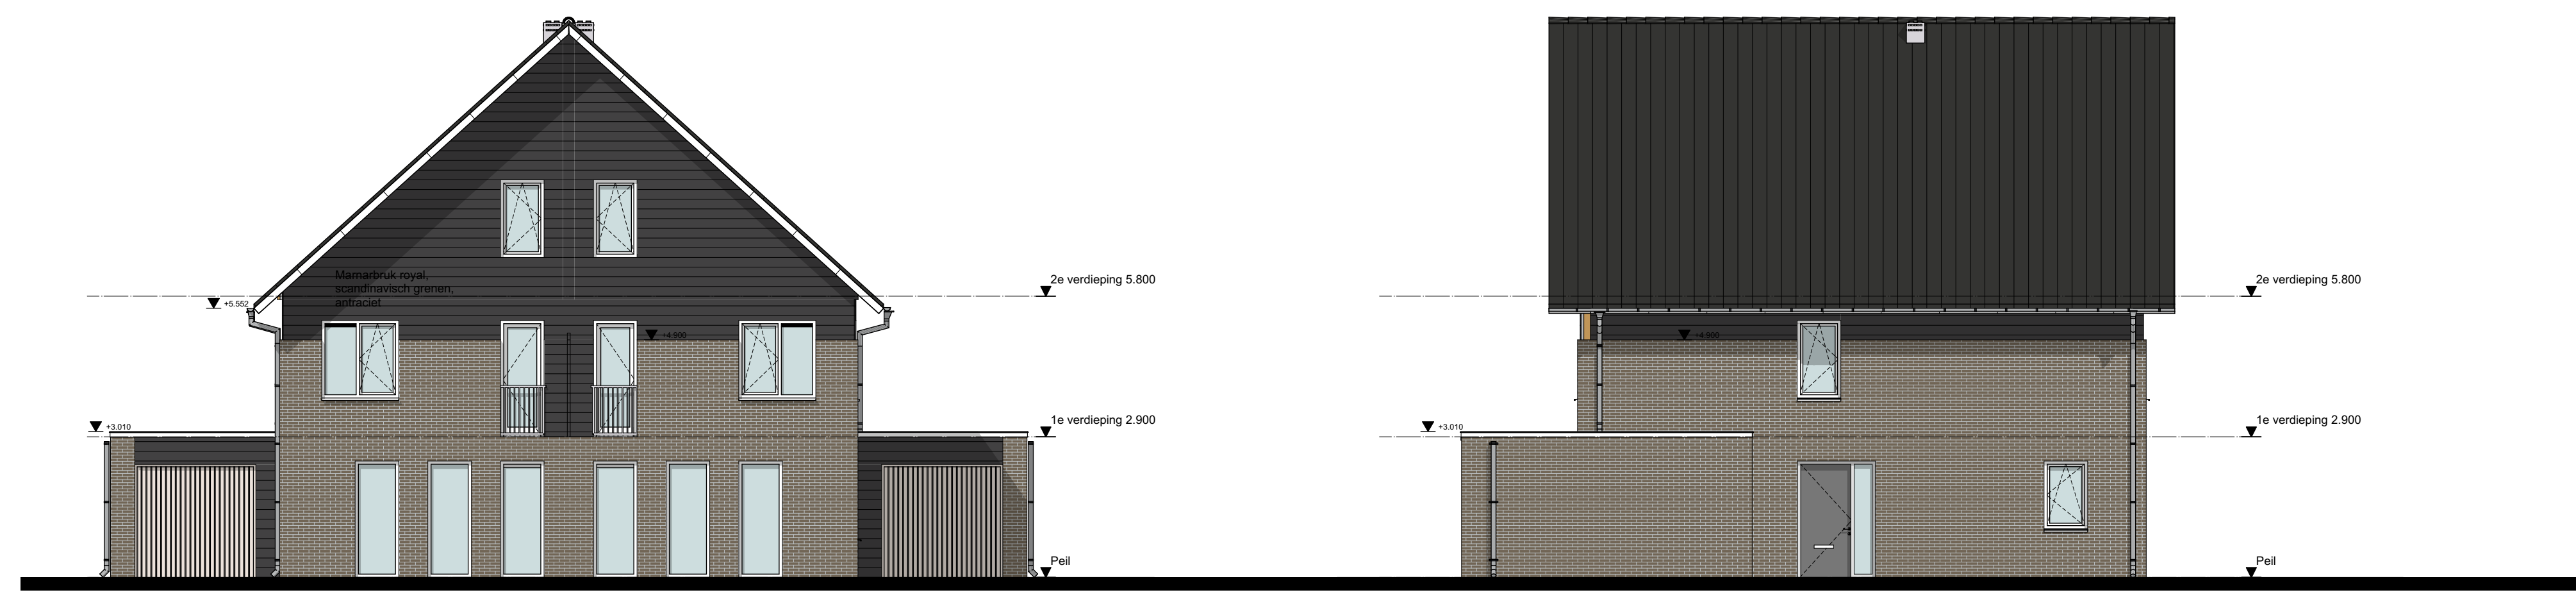 Marnarbruk royal,
scandinavisch grenen,
antraciet
+5.552
2e verdieping 5.800
+4.900
+3.010
1e verdieping 2.900
Peil
2e verdieping 5.800
+4.900
+3.010
1e verdieping 2.900
Peil